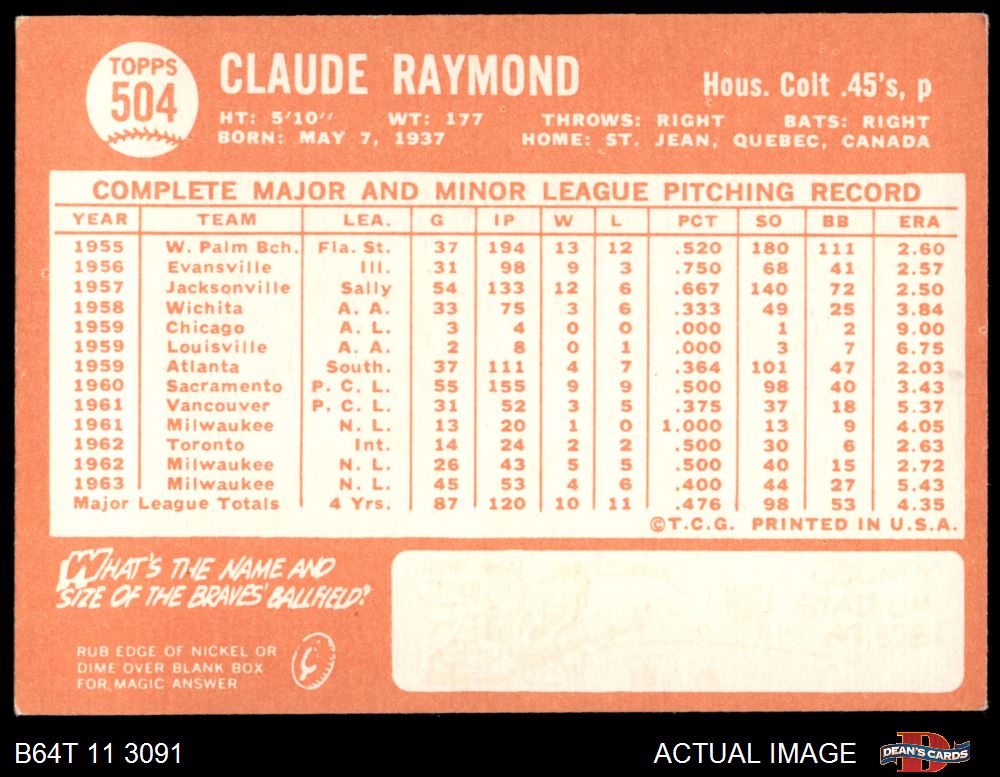 TOPPS
504
CLAUDE RAYMOND
Hous. Colt .45's, p
HT: 5'10" WT: 177 THROWS: RIGHT BATS: RIGHT
BORN: MAY 7, 1937 HOME: ST. JEAN, QUEBEC, CANADA
COMPLETE MAJOR AND MINOR LEAGUE PITCHING RECORD
YEAR TEAM LEA. G IP W L PCT SO BB ERA
1955 W. Palm Bch. Fla. St. 37 194 13 12 .520 180 111 2.60
1956 Evansville Ill. 31 98 9 3 .750 68 41 2.57
1957 Jacksonville Sally 54 133 12 6 .667 140 72 2.50
1958 Wichita A. A. 33 75 3 6 .333 49 25 3.84
1959 Chicago A. L. 3 4 0 0 .000 1 2 9.00
1959 Louisville A. A. 2 8 0 1 .000 3 7 6.75
1959 Atlanta South. 37 111 4 7 .364 101 47 2.03
1960 Sacramento P. C. L. 55 155 9 9 .500 98 40 3.43
1961 Vancouver P. C. L. 31 52 3 5 .375 37 18 5.37
1961 Milwaukee N. L. 13 20 1 0 1.000 13 9 4.05
1962 Toronto Int. 14 24 2 2 .500 30 6 2.63
1962 Milwaukee N. L. 26 43 5 5 .500 40 15 2.72
1963 Milwaukee N. L. 45 53 4 6 .400 44 27 5.43
Major League Totals 4 Yrs. 87 120 10 11 .476 98 53 4.35
©T.C.G. PRINTED IN U.S.A.
WHAT'S THE NAME AND
SIZE OF THE BRAVES' BALLFIELD?
RUB EDGE OF NICKEL OR
DIME OVER BLANK BOX
FOR MAGIC ANSWER
B64T 11 3091
ACTUAL IMAGE
DEAN'S CARDS